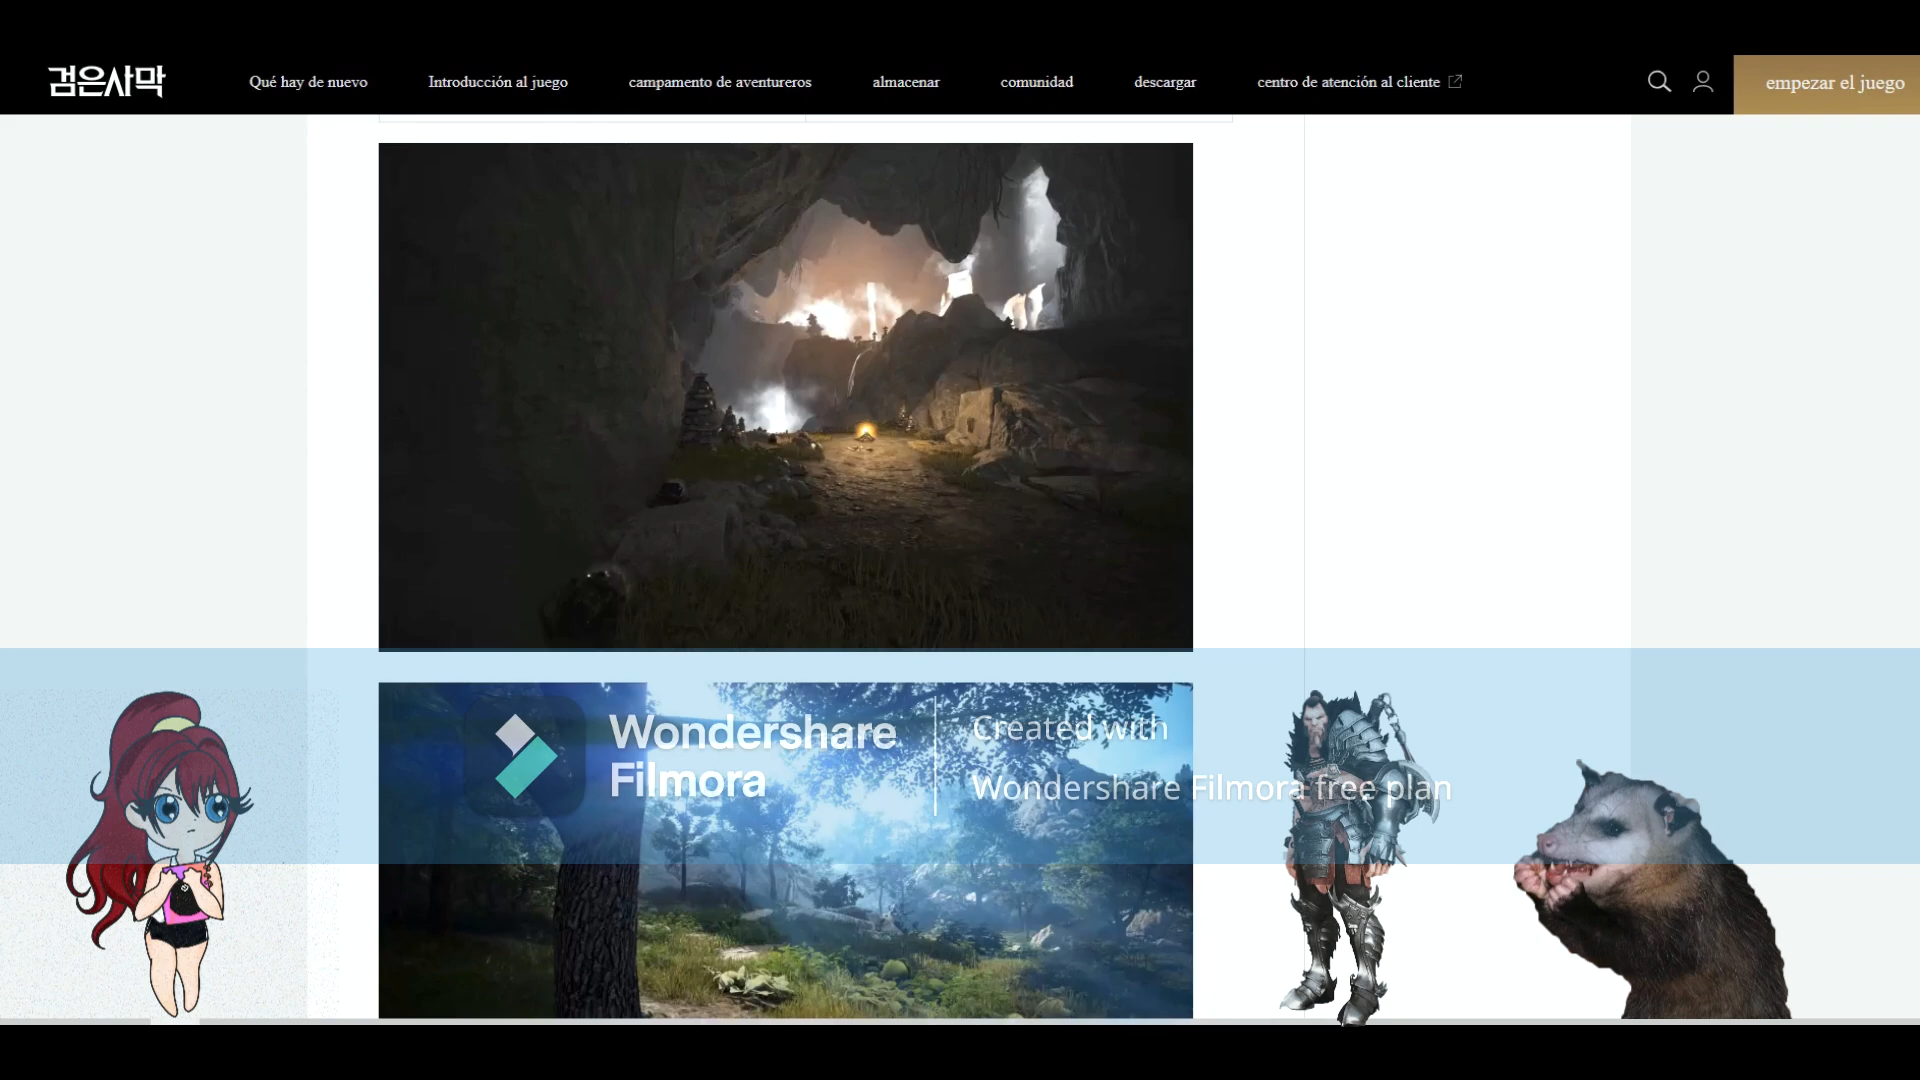 검은사막
Qué hay de nuevo
Introducción al juego
campamento de aventureros
almacenar
comunidad
descargar
centro de atención al cliente
empezar el juego
Wondershare
Filmora
Created with
Wondershare Filmora free plan